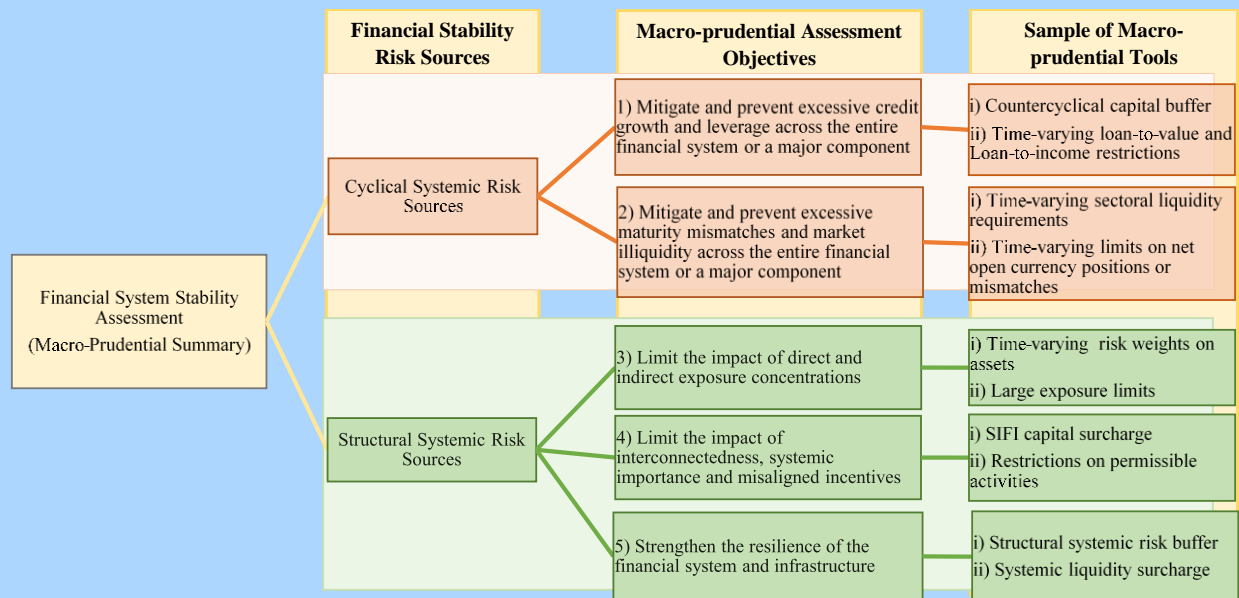 Financial Stability
Risk Sources
Macro-prudential Assessment
Objectives
Sample of Macro-
prudential Tools
Financial System Stability
Assessment
(Macro-Prudential Summary)
Cyclical Systemic Risk
Sources
1) Mitigate and prevent excessive credit
growth and leverage across the entire
financial system or a major component
i) Countercyclical capital buffer
ii) Time-varying loan-to-value and
Loan-to-income restrictions
2) Mitigate and prevent excessive
maturity mismatches and market
illiquidity across the entire financial
system or a major component
i) Time-varying sectoral liquidity
requirements
ii) Time-varying limits on net
open currency positions or
mismatches
Structural Systemic Risk
Sources
3) Limit the impact of direct and
indirect exposure concentrations
i) Time-varying risk weights on
assets
ii) Large exposure limits
4) Limit the impact of
interconnectedness, systemic
importance and misaligned incentives
i) SIFI capital surcharge
ii) Restrictions on permissible
activities
5) Strengthen the resilience of the
financial system and infrastructure
i) Structural systemic risk buffer
ii) Systemic liquidity surcharge